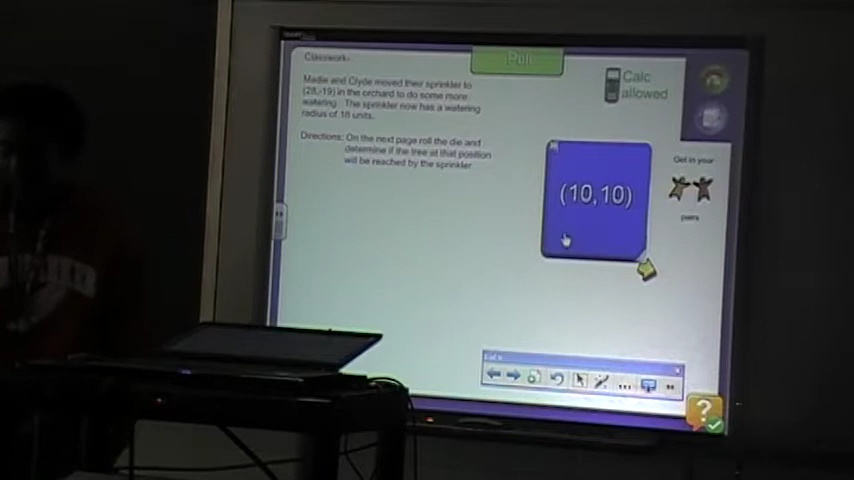 Classwork-
Poll
Calc
allowed
Madie and Clyde moved their sprinkler to
(28,-19) in the orchard to do some more
watering. The sprinkler now has a watering
radius of 18 units.
Directions: On the next page roll the die and
determine if the tree at that position
will be reached by the sprinkler.
(10,10)
Get in your
pairs
?